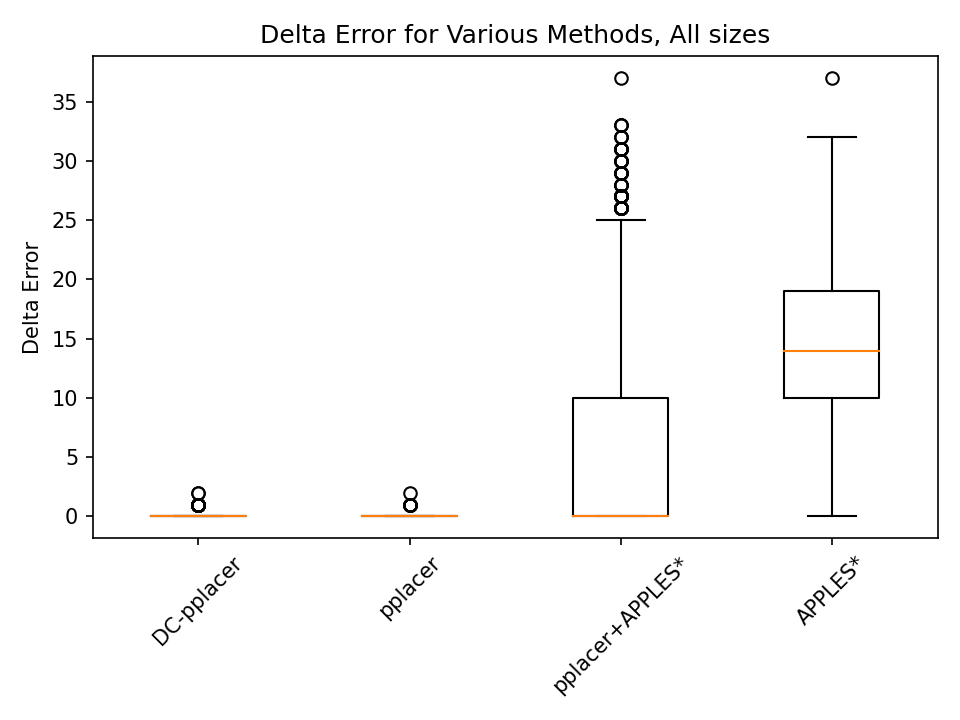 Delta Error for Various Methods, All sizes
Delta Error
35
30
25
20
15
10
5
0
DC-pplacer
pplacer
pplacer+APPLES*
APPLES*